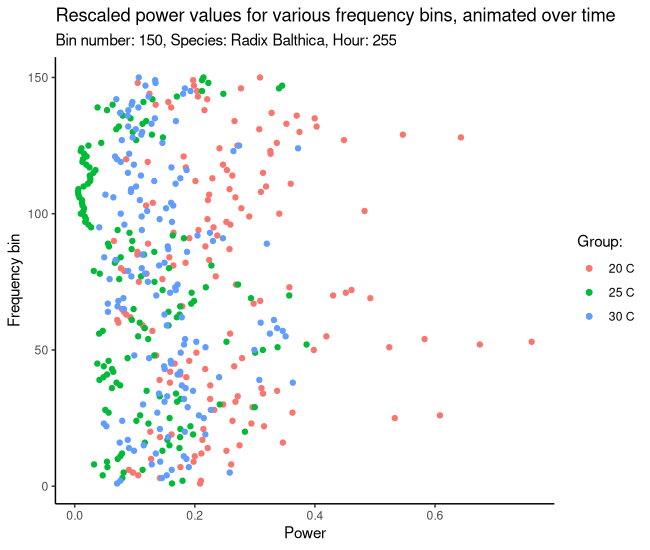 Rescaled power values for various frequency bins, animated over time
Bin number: 150, Species: Radix Balthica, Hour: 255
150
100
50
0
Frequency bin
0.0 0.2 0.4 0.6
Power
Group:
20 C
25 C
30 C